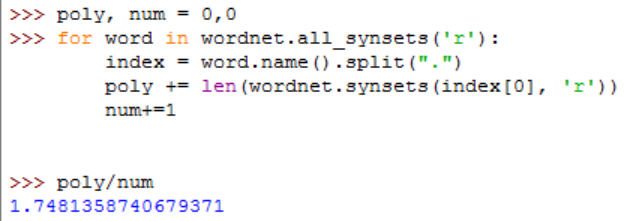 >>> poly, num = 0,0
>>> for word in wordnet.all_synsets('r'):
        index = word.name().split(".")
        poly += len(wordnet.synsets(index[0], 'r'))
        num+=1
>>> poly/num
1.7481358740679371